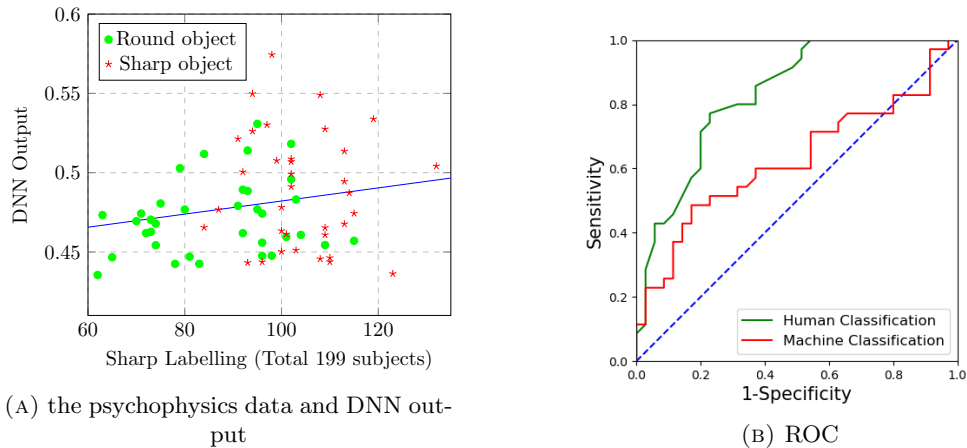 0.6
0.55
0.5
0.45
DNN Output
Round object
Sharp object
60 80 100 120
Sharp Labelling (Total 199 subjects)
(A) the psychophysics data and DNN out-
put
1.0
0.8
0.6
0.4
0.2
0.0
Sensitivity
Human Classification
Machine Classification
0.0 0.2 0.4 0.6 0.8 1.0
1-Specificity
(B) ROC